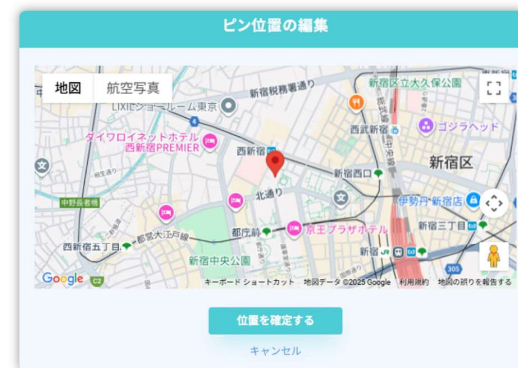 ピン位置の編集
地図 航空写真
新宿税務署通り
新宿区立大久保公園
LIXILショールーム東京
西武新宿
ゴジラヘッド
ダイワロイネットホテル
西新宿PREMIER
西新宿
新宿区
新宿西口
中野長者橋
北通り
伊勢丹 新宿店
都庁前
京王プラザホテル
新宿三丁目
都営大江戸線
西新宿五丁目
新宿
新宿中央公園
305
Google
C2
キーボード ショートカット 地図データ ©2025 Google 利用規約 地図の誤りを報告する
位置を確定する
キャンセル